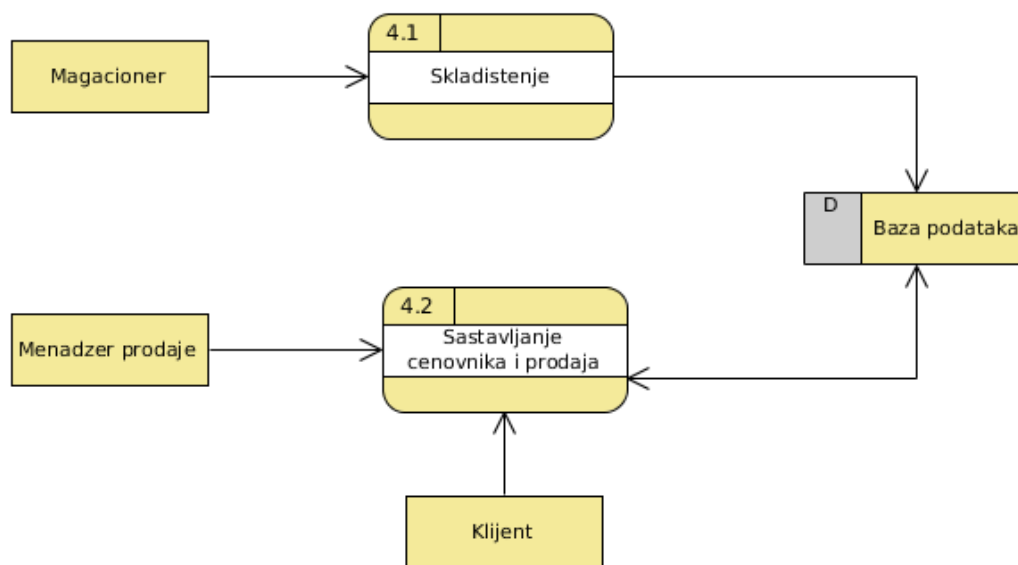 4.1
Magacioner
Skladistenje
D
Baza podataka
4.2
Menadzer prodaje
Sastavljanje
cenovnika i prodaja
Klijent